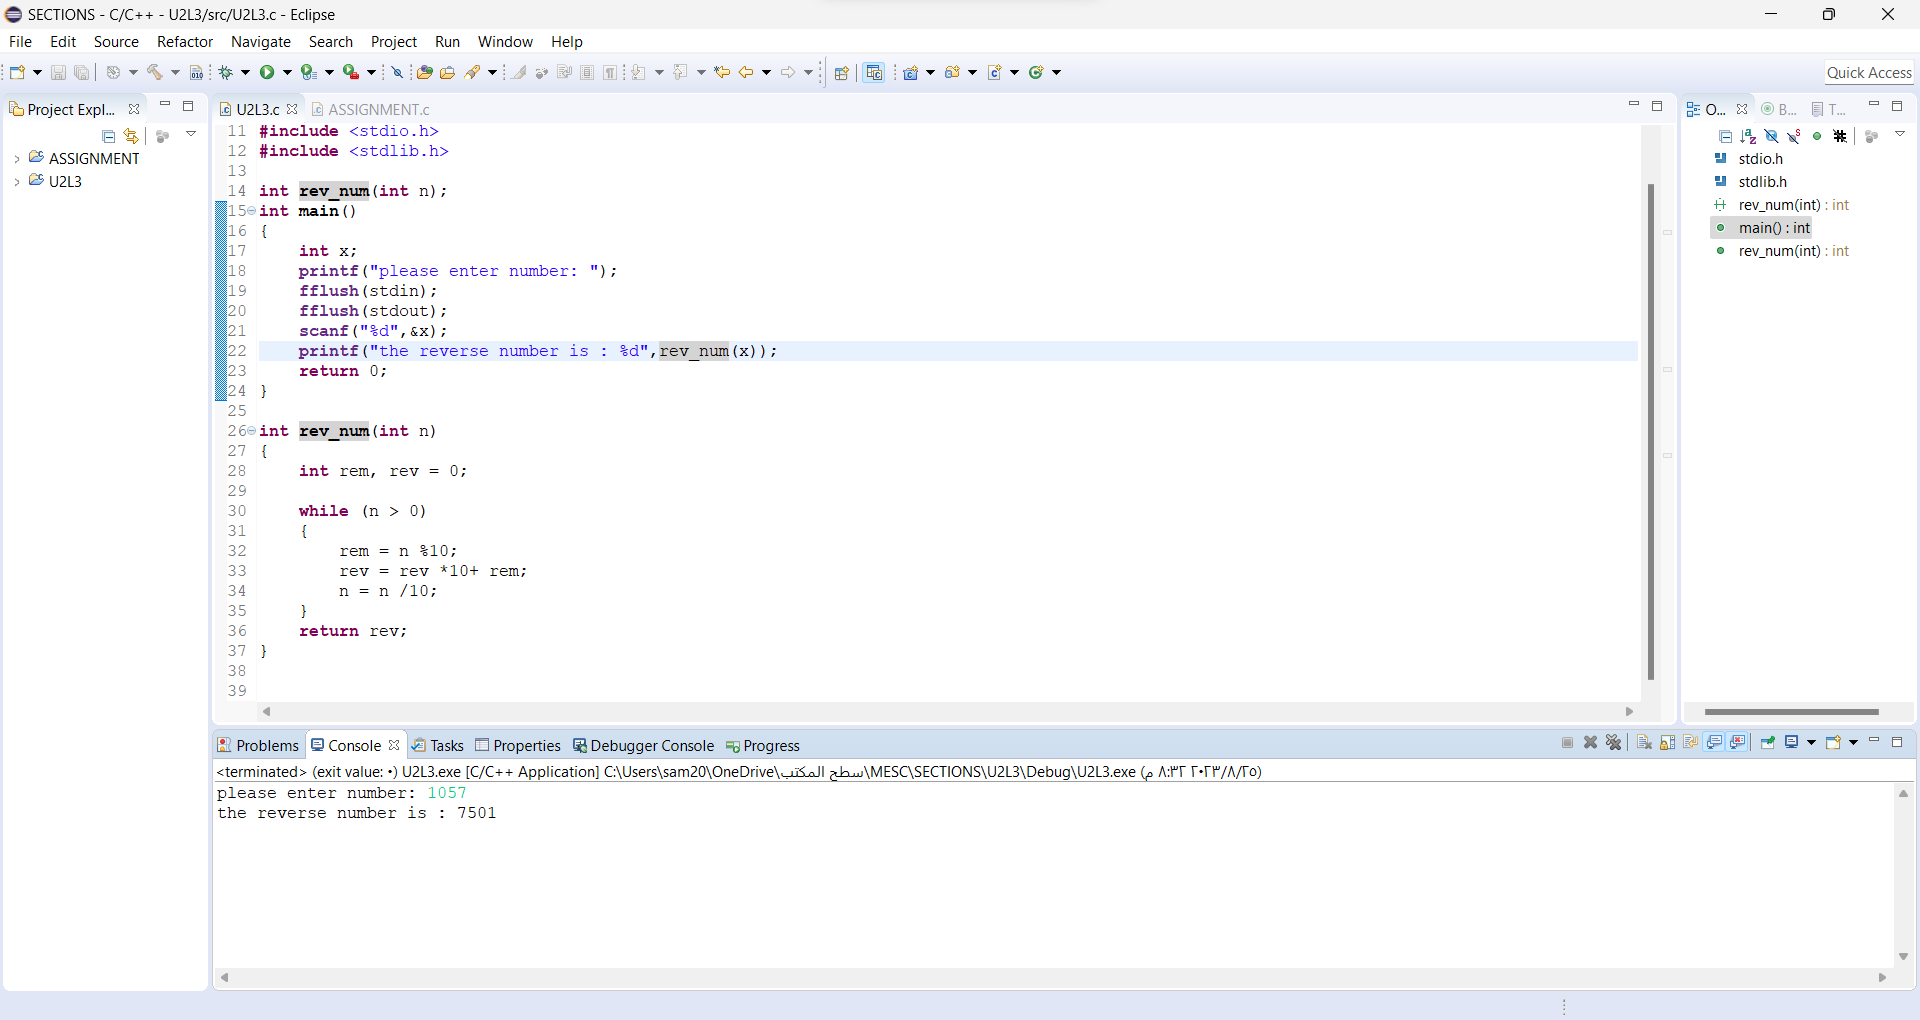 SECTIONS - C/C++ - U2L3/src/U2L3.c - Eclipse
File Edit Source Refactor Navigate Search Project Run Window Help
Quick Access
Project Expl...
ASSIGNMENT
U2L3
U2L3.c
ASSIGNMENT.c
11 #include <stdio.h>
12 #include <stdlib.h>
13
14 int rev_num(int n);
15 int main()
16 {
17 int x;
18 printf("please enter number: ");
19 fflush(stdin);
20 fflush(stdout);
21 scanf("%d",&x);
22 printf("the reverse number is : %d",rev_num(x));
23 return 0;
24 }
25
26 int rev_num(int n)
27 {
28 int rem, rev = 0;
29
30 while (n > 0)
31 {
32 rem = n %10;
33 rev = rev *10+ rem;
34 n = n /10;
35 }
36 return rev;
37 }
38
39
O... B... T...
stdio.h
stdlib.h
rev_num(int) : int
main() : int
rev_num(int) : int
Problems Console Tasks Properties Debugger Console Progress
<terminated> (exit value: ٠) U2L3.exe [C/C++ Application] C:\Users\sam20\OneDrive\سطح المكتب\MESC\SECTIONS\U2L3\Debug\U2L3.exe (٢٠٢٣/٨/٢٥ ٨:٣٢ م)
please enter number: 1057
the reverse number is : 7501